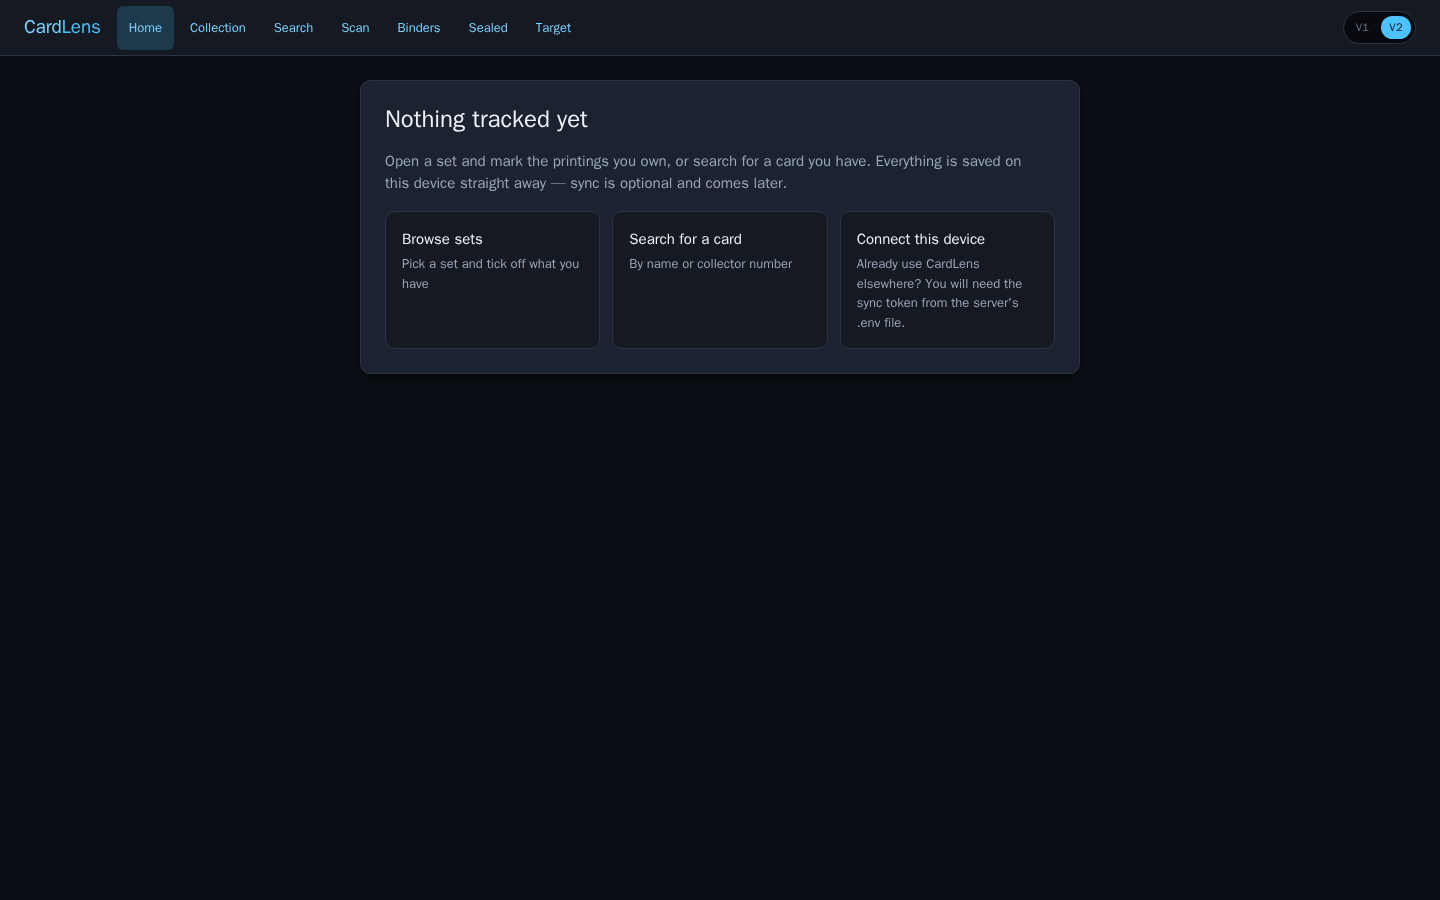 CardLens Home Collection Search Scan Binders Sealed Target V1 V2
Nothing tracked yet
Open a set and mark the printings you own, or search for a card you have. Everything is saved on
this device straight away — sync is optional and comes later.
Browse sets
Pick a set and tick off what you
have
Search for a card
By name or collector number
Connect this device
Already use CardLens
elsewhere? You will need the
sync token from the server's
.env file.